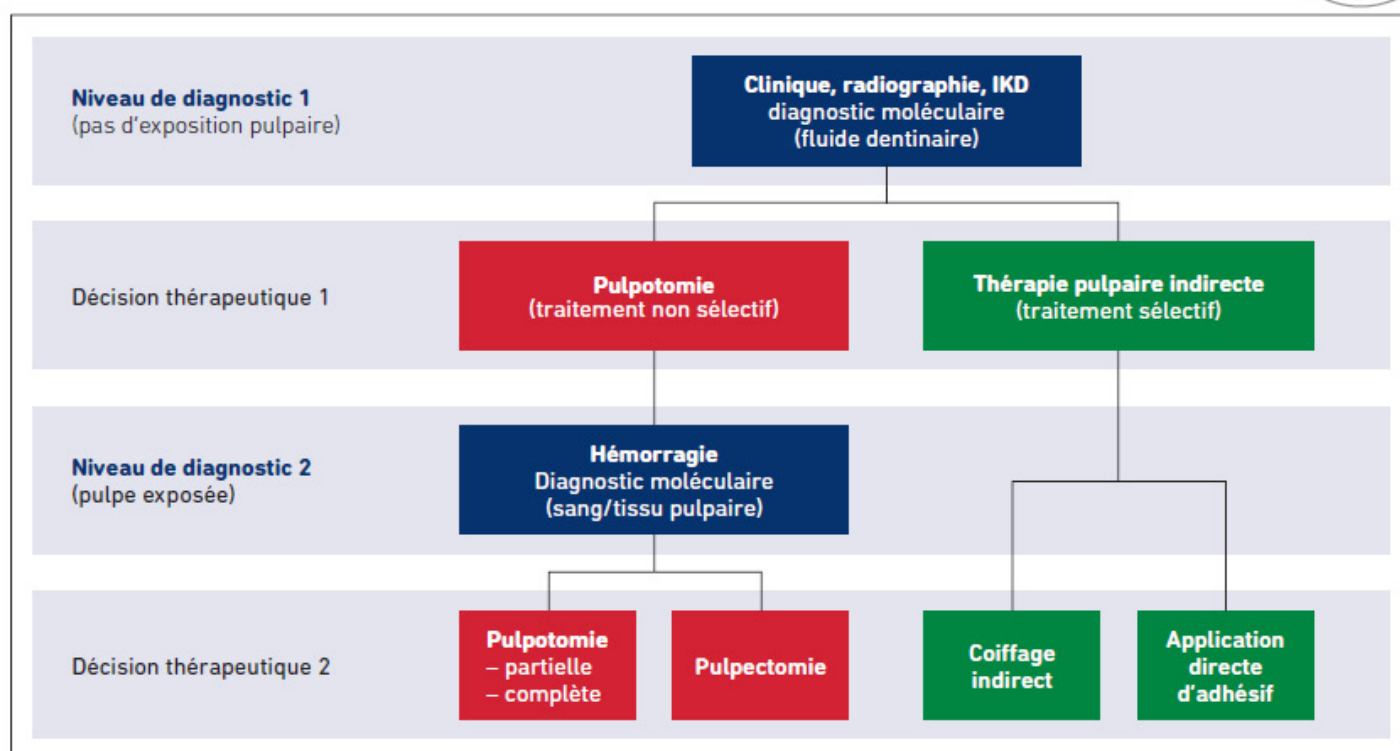 Niveau de diagnostic 1
(pas d'exposition pulpaire)
Clinique, radiographie, IKD
diagnostic moléculaire
(fluide dentinaire)
Décision thérapeutique 1
Pulpotomie
(traitement non sélectif)
Thérapie pulpaire indirecte
(traitement sélectif)
Niveau de diagnostic 2
(pulpe exposée)
Hémorragie
Diagnostic moléculaire
(sang/tissu pulpaire)
Décision thérapeutique 2
Pulpotomie
– partielle
– complète
Pulpectomie
Coiffage
indirect
Application
directe
d'adhésif